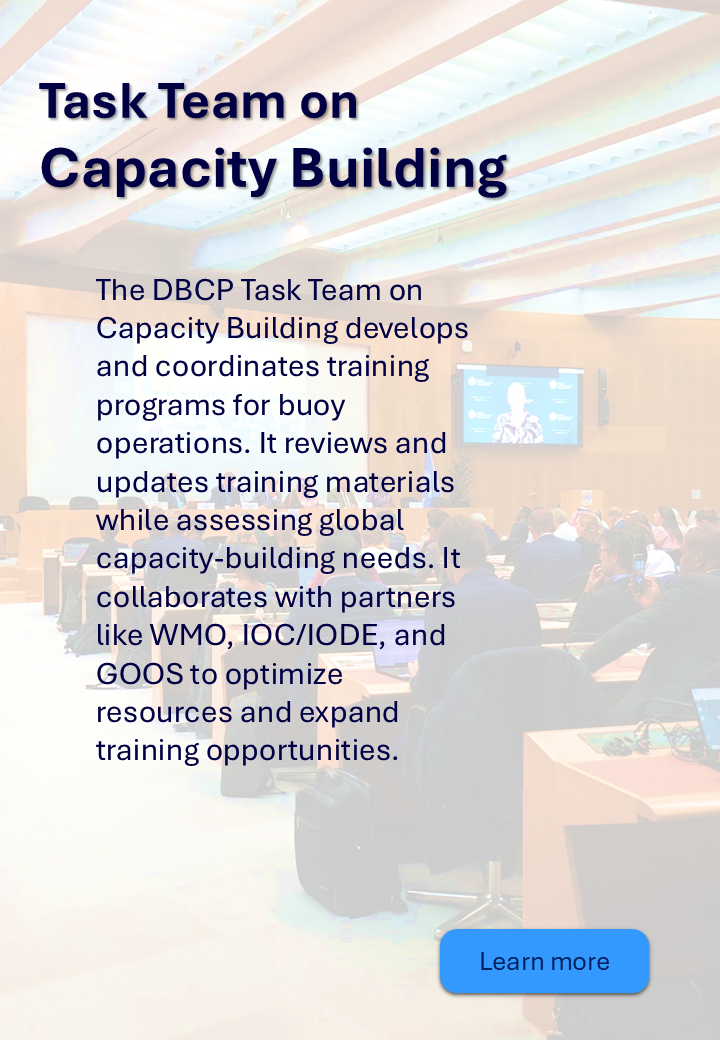 Task Team on
Capacity Building
The DBCP Task Team on
Capacity Building develops
and coordinates training
programs for buoy
operations. It reviews and
updates training materials
while assessing global
capacity-building needs. It
collaborates with partners
like WMO, IOC/IODE, and
GOOS to optimize
resources and expand
training opportunities.
Learn more